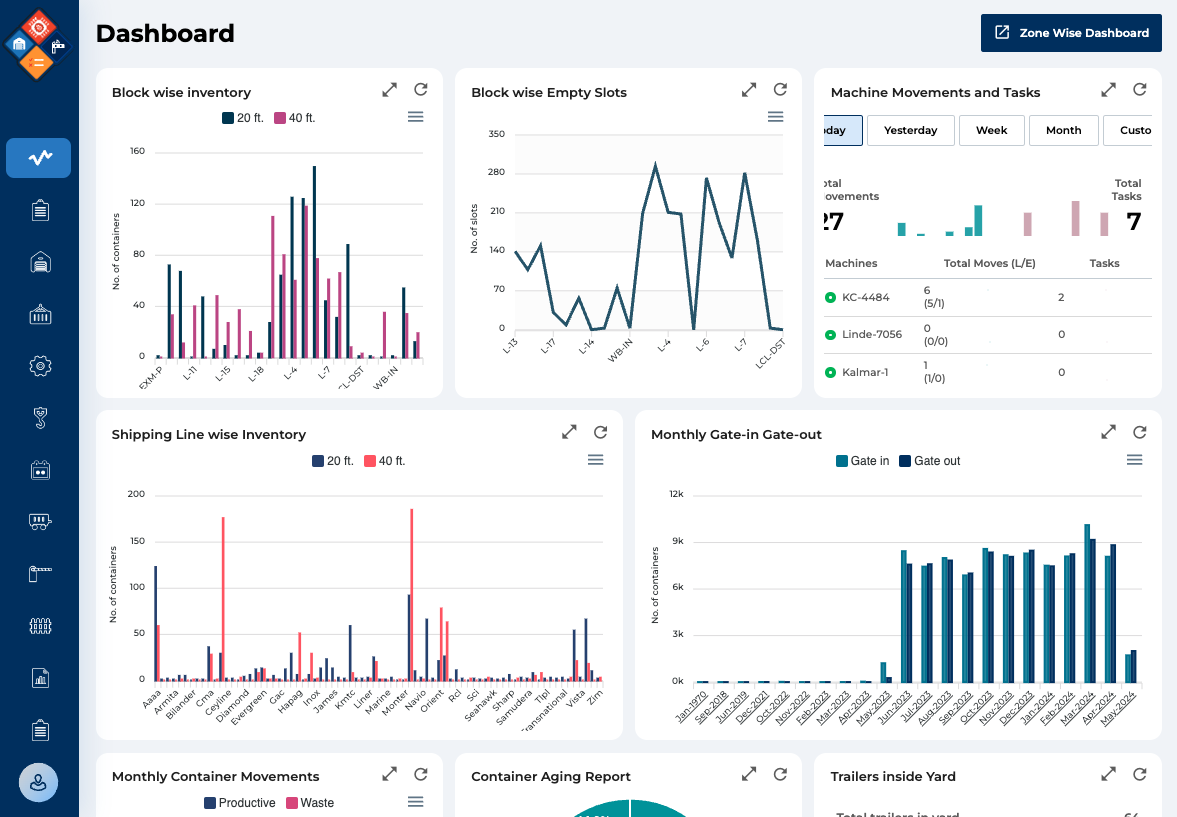 Dashboard
Zone Wise Dashboard
Block wise inventory
20 ft. 40 ft.
160
120
80
40
0
No. of containers
EXM-P L-11 L-15 L-18 L-4 L-7 CL-DST WB-IN
Block wise Empty Slots
350
280
210
140
70
0
No. of slots
L-13 L-17 L-14 WB-IN L-4 L-6 L-7 LCL-DST
Machine Movements and Tasks
oday Yesterday Week Month Custo
otal
ovements
27
Total
Tasks
7
Machines Total Moves (L/E) Tasks
KC-4484 6 (5/1) 2
Linde-7056 0 (0/0) 0
Kalmar-1 1 (1/0) 0
Shipping Line wise Inventory
20 ft. 40 ft.
200
150
100
50
0
No. of containers
Aaaa Armita Bilander Cma Ceyline Diamond Evergreen Gac Hapag Inox James Kmtc Liner Marine Monter Navio Orient Rcl Sci Seahawk Sharp Samudera Tlpl Transnational Vista Zim
Monthly Gate-in Gate-out
Gate in Gate out
12k
9k
6k
3k
0k
No. of containers
Jan-1970 Sep-2018 Jun-2019 Dec-2021 Oct-2022 Nov-2022 Feb-2023 Mar-2023 Apr-2023 May-2023 Jun-2023 Jul-2023 Aug-2023 Sep-2023 Oct-2023 Nov-2023 Dec-2023 Jan-2024 Feb-2024 Mar-2024 Apr-2024 May-2024
Monthly Container Movements
Productive Waste
Container Aging Report
Trailers inside Yard
Total trailers in yard